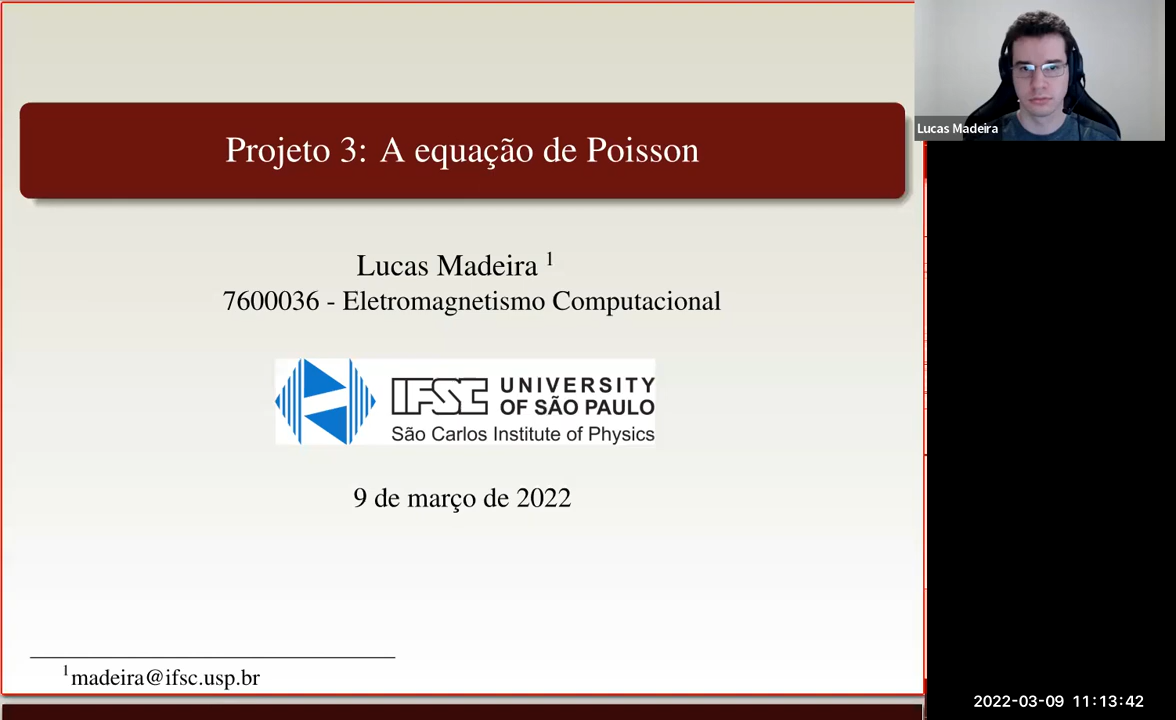 Projeto 3: A equação de Poisson
Lucas Madeira 1
7600036 - Eletromagnetismo Computacional
IFSC
UNIVERSITY
OF SÃO PAULO
São Carlos Institute of Physics
9 de março de 2022
1madeira@ifsc.usp.br
Lucas Madeira
2022-03-09 11:13:42